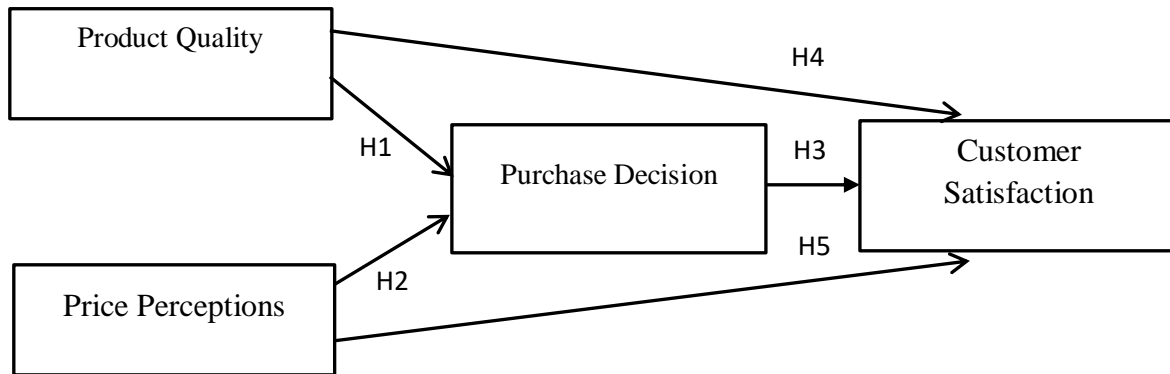 Product Quality
H4
H1
Purchase Decision
H3
Customer
Satisfaction
H5
H2
Price Perceptions